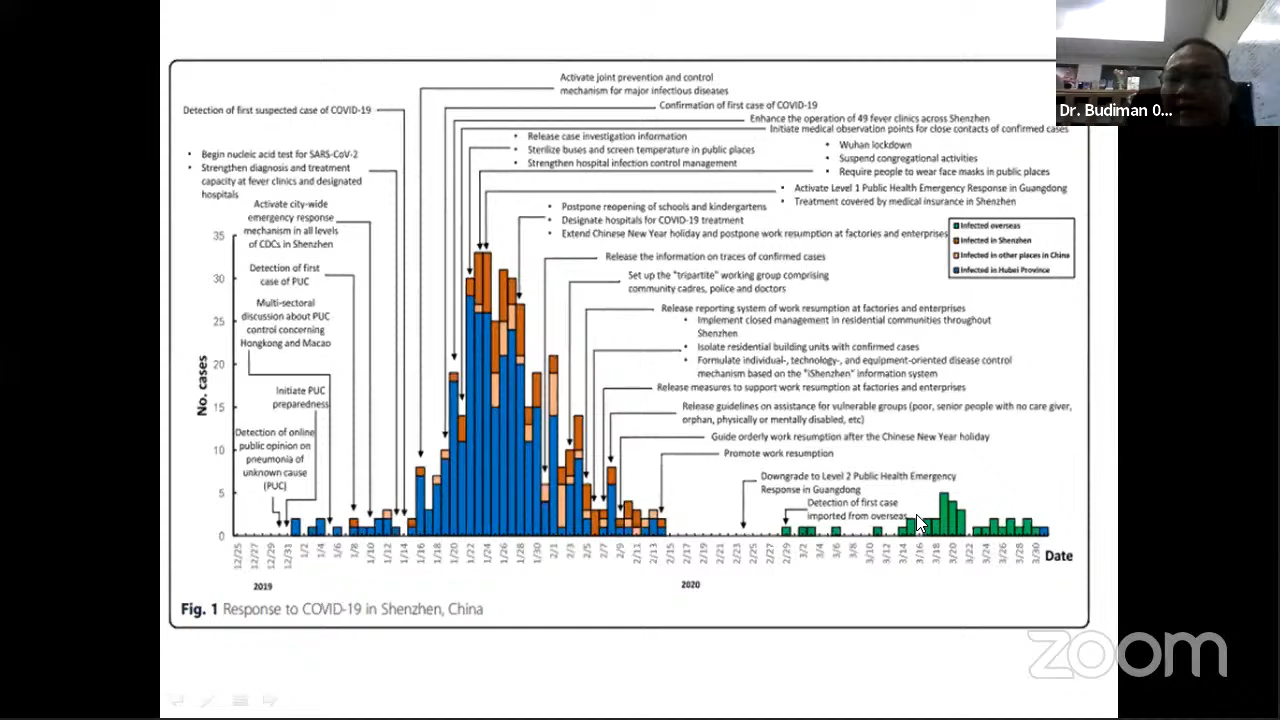 Dr. Budiman 0...
Activate joint prevention and control
mechanism for major infectious diseases
Detection of first suspected case of COVID-19
Confirmation of first case of COVID-19
Enhance the operation of 49 fever clinics across Shenzhen
Initiate medical observation points for close contacts of confirmed cases
• Release case investigation information
• Sterilize buses and screen temperature in public places
• Strengthen hospital infection control management
• Wuhan lockdown
• Suspend congregational activities
• Require people to wear face masks in public places
• Begin nucleic acid test for SARS-CoV-2
• Strengthen diagnosis and treatment
capacity at fever clinics and designated
hospitals
• Activate Level 1 Public Health Emergency Response in Guangdong
• Treatment covered by medical insurance in Shenzhen
Activate city-wide
emergency response
mechanism in all levels
of CDCs in Shenzhen
• Postpone reopening of schools and kindergartens
• Designate hospitals for COVID-19 treatment
• Extend Chinese New Year holiday and postpone work resumption at factories and enterprises
Infected overseas
Infected in Shenzhen
Infected in other places in China
Infected in Hubei Province
Release the information on traces of confirmed cases
Detection of first
case of PUC
Set up the "tripartite" working group comprising
community cadres, police and doctors
Multi-sectoral
discussion about PUC
control concerning
Hongkong and Macao
Release reporting system of work resumption at factories and enterprises
• Implement closed management in residential communities throughout
Shenzhen
• Isolate residential building units with confirmed cases
• Formulate individual-, technology-, and equipment-oriented disease control
mechanism based on the "iShenzhen" information system
Initiate PUC
preparedness
Release measures to support work resumption at factories and enterprises
Release guidelines on assistance for vulnerable groups (poor, senior people with no care giver,
orphan, physically or mentally disabled, etc)
Detection of online
public opinion on
pneumonia of
unknown cause
(PUC)
Guide orderly work resumption after the Chinese New Year holiday
Promote work resumption
Downgrade to Level 2 Public Health Emergency
Response in Guangdong
Detection of first case
imported from overseas
No. cases
35
30
25
20
15
10
5
0
12/25 12/27 12/29 12/31 1/2 1/4 1/6 1/8 1/10 1/12 1/14 1/16 1/18 1/20 1/22 1/24 1/26 1/28 1/30 2/1 2/3 2/5 2/7 2/9 2/11 2/13 2/15 2/17 2/19 2/21 2/23 2/25 2/27 2/29 3/2 3/4 3/6 3/8 3/10 3/12 3/14 3/16 3/18 3/20 3/22 3/24 3/26 3/28 3/30 Date
2019 2020
Fig. 1 Response to COVID-19 in Shenzhen, China
zoom